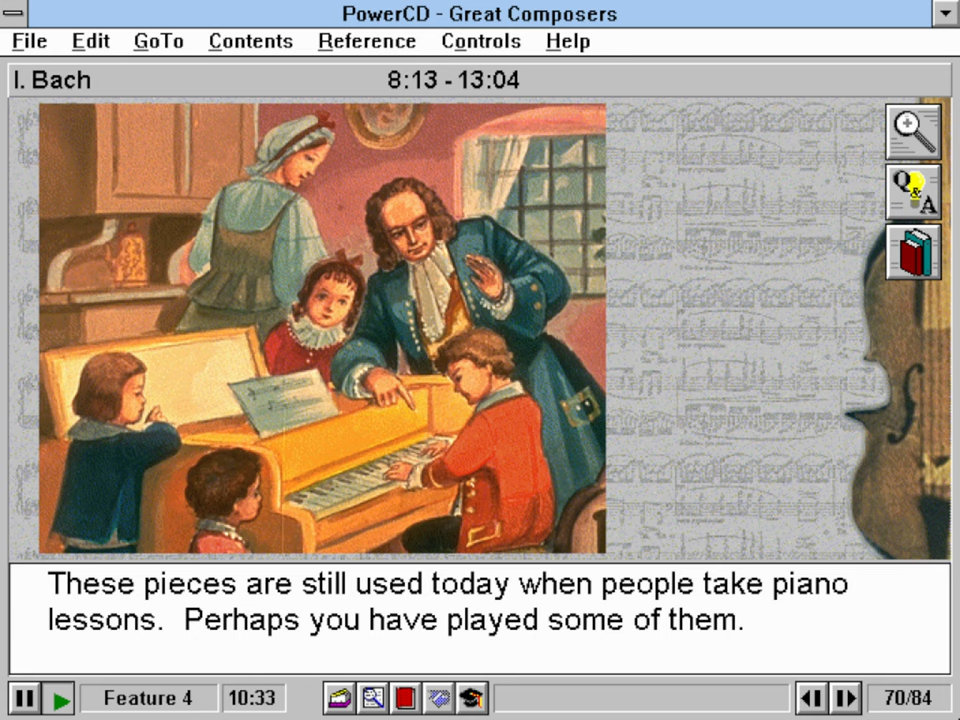 PowerCD - Great Composers
File Edit GoTo Contents Reference Controls Help
I. Bach 8:13 - 13:04
Q & A
These pieces are still used today when people take piano
lessons. Perhaps you have played some of them.
Feature 4 10:33 70/84